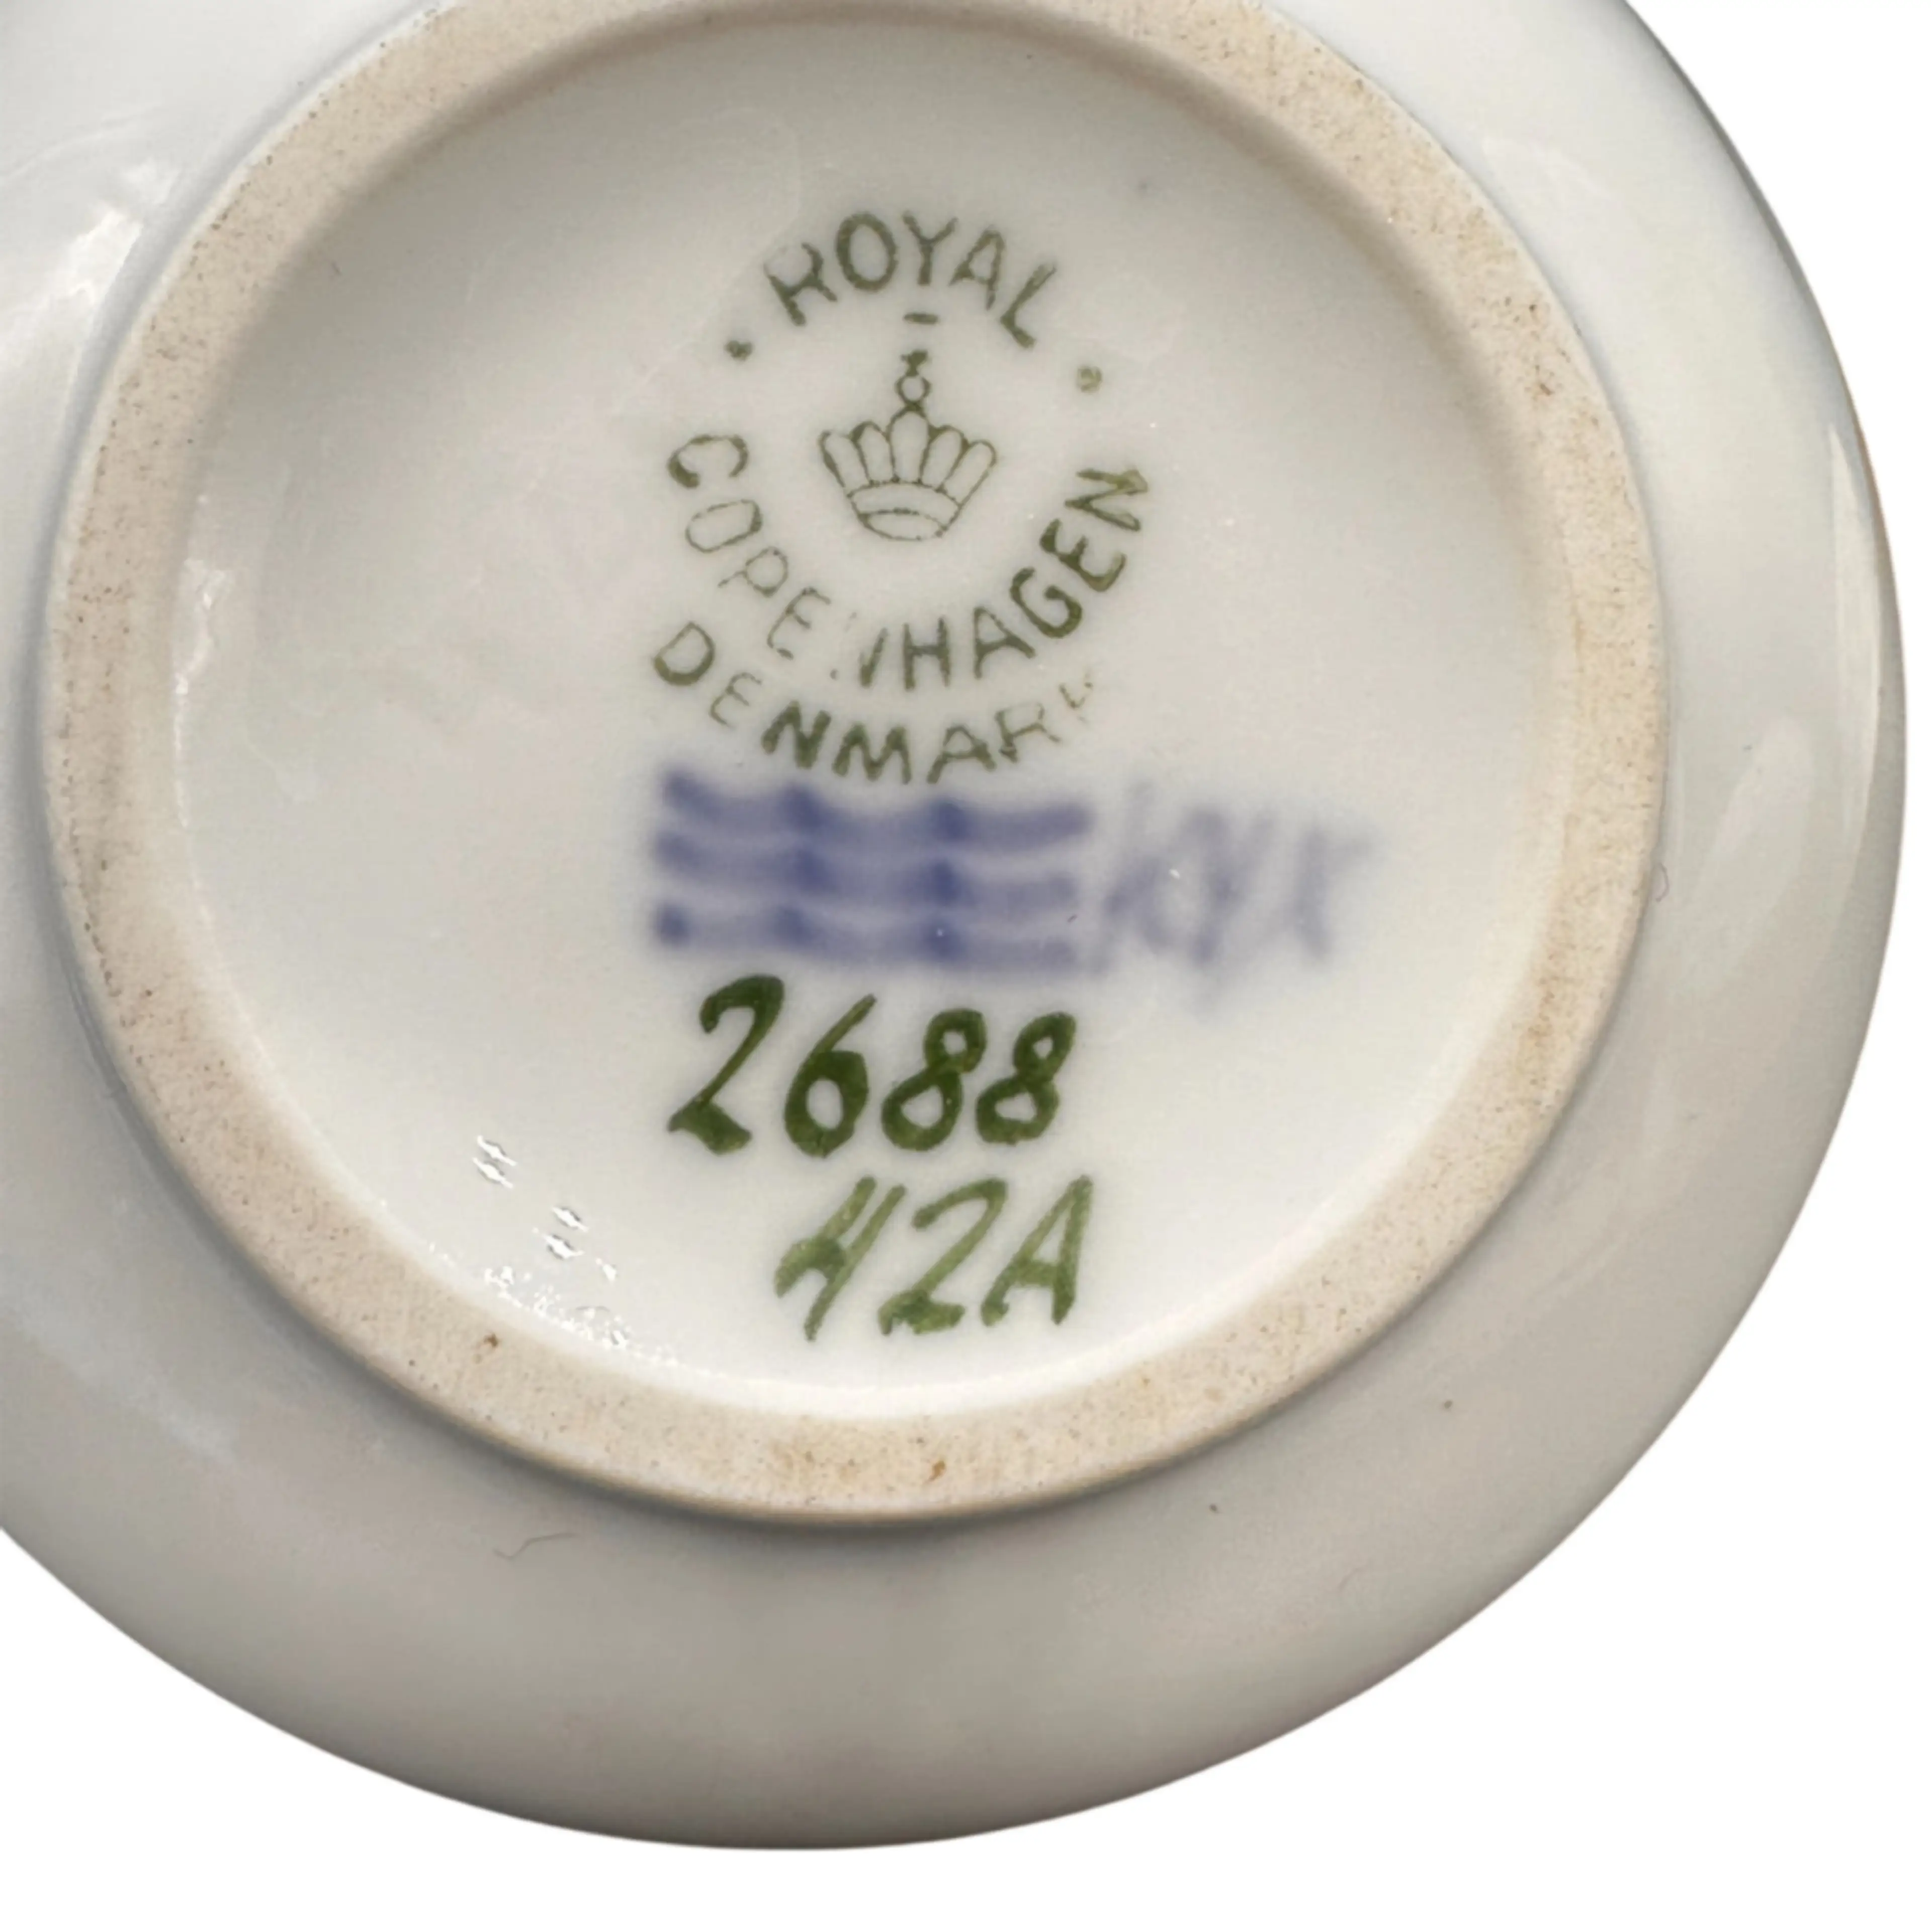 ROYAL
COPENHAGEN
DENMARK
2688
42A